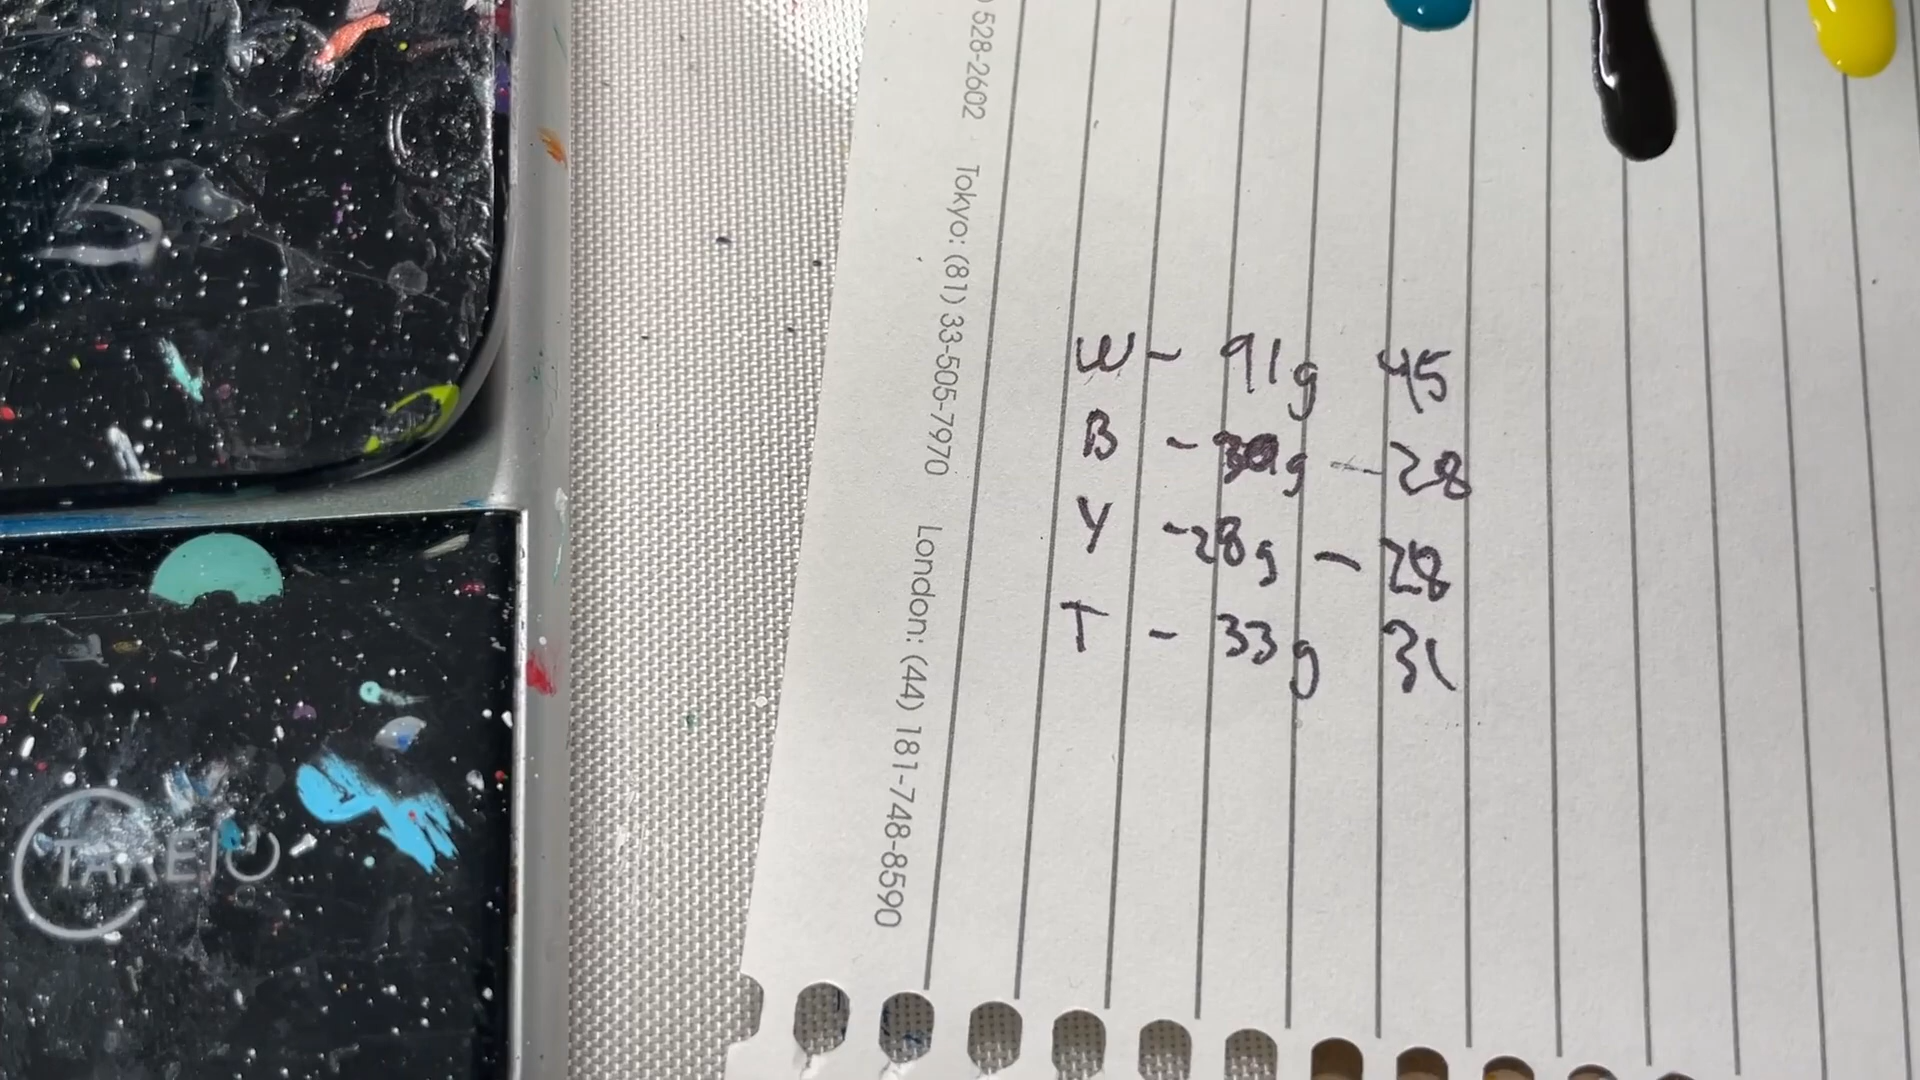 ) 528-2602 Tokyo: (81) 33-505-7970 London: (44) 181-748-8590
W - 91g 45
B - 30g - 28
Y - 28g - 28
T - 33g 31